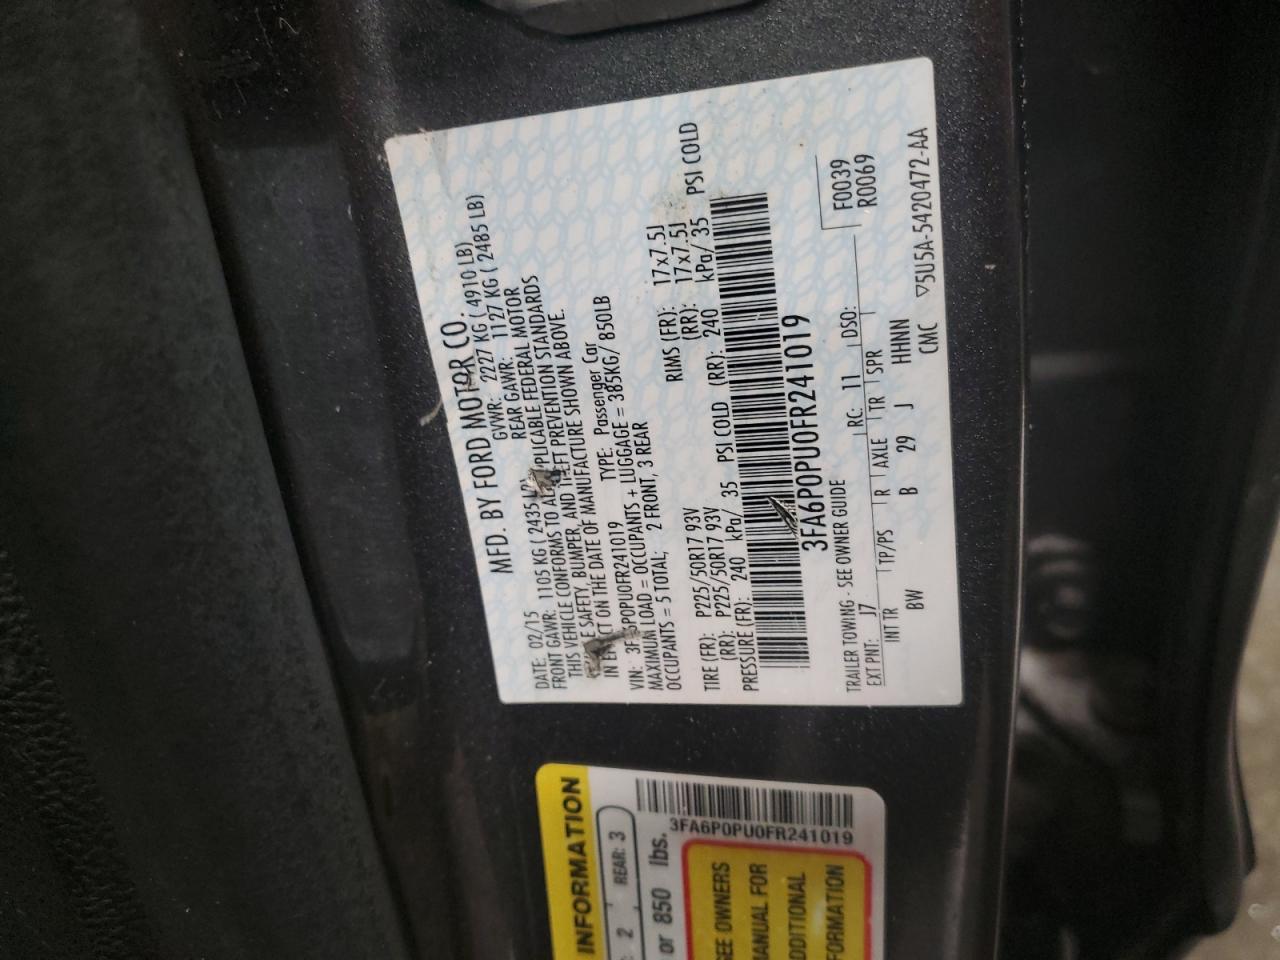 MFD. BY FORD MOTOR CO.
DATE: 02/15 GVWR: 2227 KG ( 4910 LB)
FRONT GAWR: 1105 KG ( 2435 REAR GAWR: 1127 KG ( 2485 LB)
THIS VEHICLE CONFORMS TO APPLICABLE FEDERAL MOTOR
SAFETY, BUMPER, AND THEFT PREVENTION STANDARDS
IN EFFECT ON THE DATE OF MANUFACTURE SHOWN ABOVE.
VIN: 3FA6P0PU0FR241019 TYPE: Passenger Car
MAXIMUM LOAD = OCCUPANTS + LUGGAGE = 385KG/ 850LB
OCCUPANTS = 5 TOTAL; 2 FRONT, 3 REAR
TIRE (FR): P225/50R17 93V RIMS (FR): 17x7.5J
(RR): P225/50R17 93V (RR): 17x7.5J
PRESSURE (FR): 240 kPa/ 35 PSI COLD (RR): 240 kPa/ 35 PSI COLD
3FA6P0PU0FR241019
F0039
R0069
TRAILER TOWING - SEE OWNER GUIDE RC: 11 DSO:
EXT PNT: J7 R AXLE TR SPR
INT TR TP/PS B 29 J HHNN
BW CMC
▽5U5A-5420472-AA
INFORMATION
2 REAR: 3
or 850 lbs.
3FA6P0PU0FR241019
SEE OWNERS
MANUAL FOR
ADDITIONAL
INFORMATION